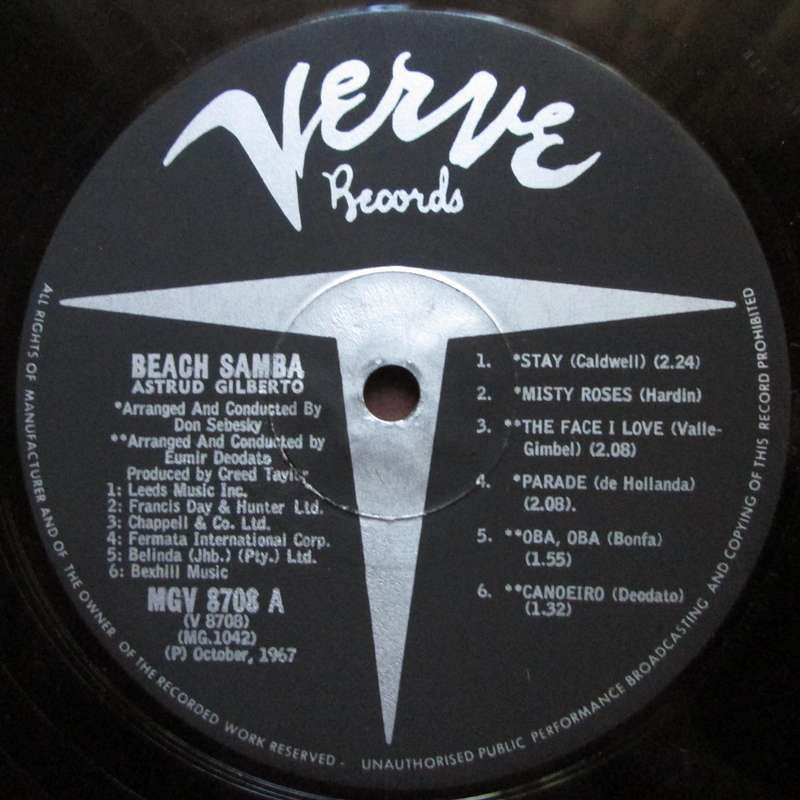 Verve
Records
BEACH SAMBA
ASTRUD GILBERTO
*Arranged And Conducted By
Don Sebesky
**Arranged And Conducted by
Eumir Deodato
Produced by Creed Taylor
1: Leeds Music Inc.
2: Francis Day & Hunter Ltd.
3: Chappell & Co. Ltd.
4: Fermata International Corp.
5: Belinda (Jhb.) (Pty.) Ltd.
6: Bexhill Music
MGV 8708 A
(V 8708)
(MG.1042)
(P) October, 1967
1. *STAY (Caldwell) (2.24)
2. *MISTY ROSES (Hardin)
3. **THE FACE I LOVE (Valle-
Gimbel) (2.08)
4. *PARADE (de Hollanda)
(2.08).
5. **OBA, OBA (Bonfa)
(1.55)
6. **CANOEIRO (Deodato)
(1.32)
ALL RIGHTS OF MANUFACTURER AND OF THE OWNER OF THE RECORDED WORK RESERVED - UNAUTHORISED PUBLIC PERFORMANCE BROADCASTING AND COPYING OF THIS RECORD PROHIBITED